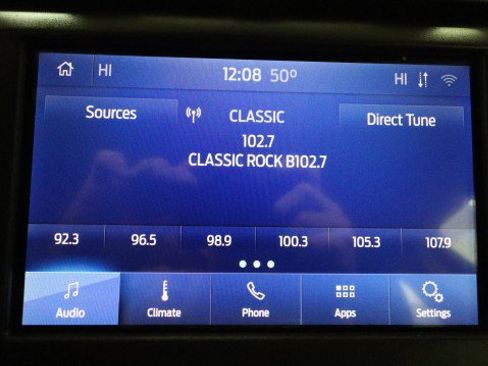 HI 12:08 50º HI
Sources CLASSIC Direct Tune
102.7
CLASSIC ROCK B102.7
92.3 96.5 98.9 100.3 105.3 107.9
Audio Climate Phone Apps Settings